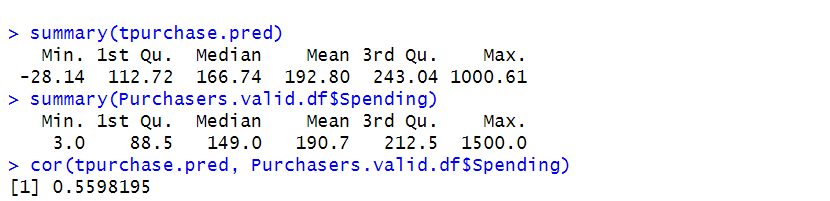 > summary(tpurchase.pred)
   Min. 1st Qu.  Median    Mean 3rd Qu.    Max.
 -28.14  112.72  166.74  192.80  243.04 1000.61
> summary(Purchasers.valid.df$Spending)
   Min. 1st Qu.  Median    Mean 3rd Qu.    Max.
    3.0    88.5   149.0   190.7   212.5  1500.0
> cor(tpurchase.pred, Purchasers.valid.df$Spending)
[1] 0.5598195